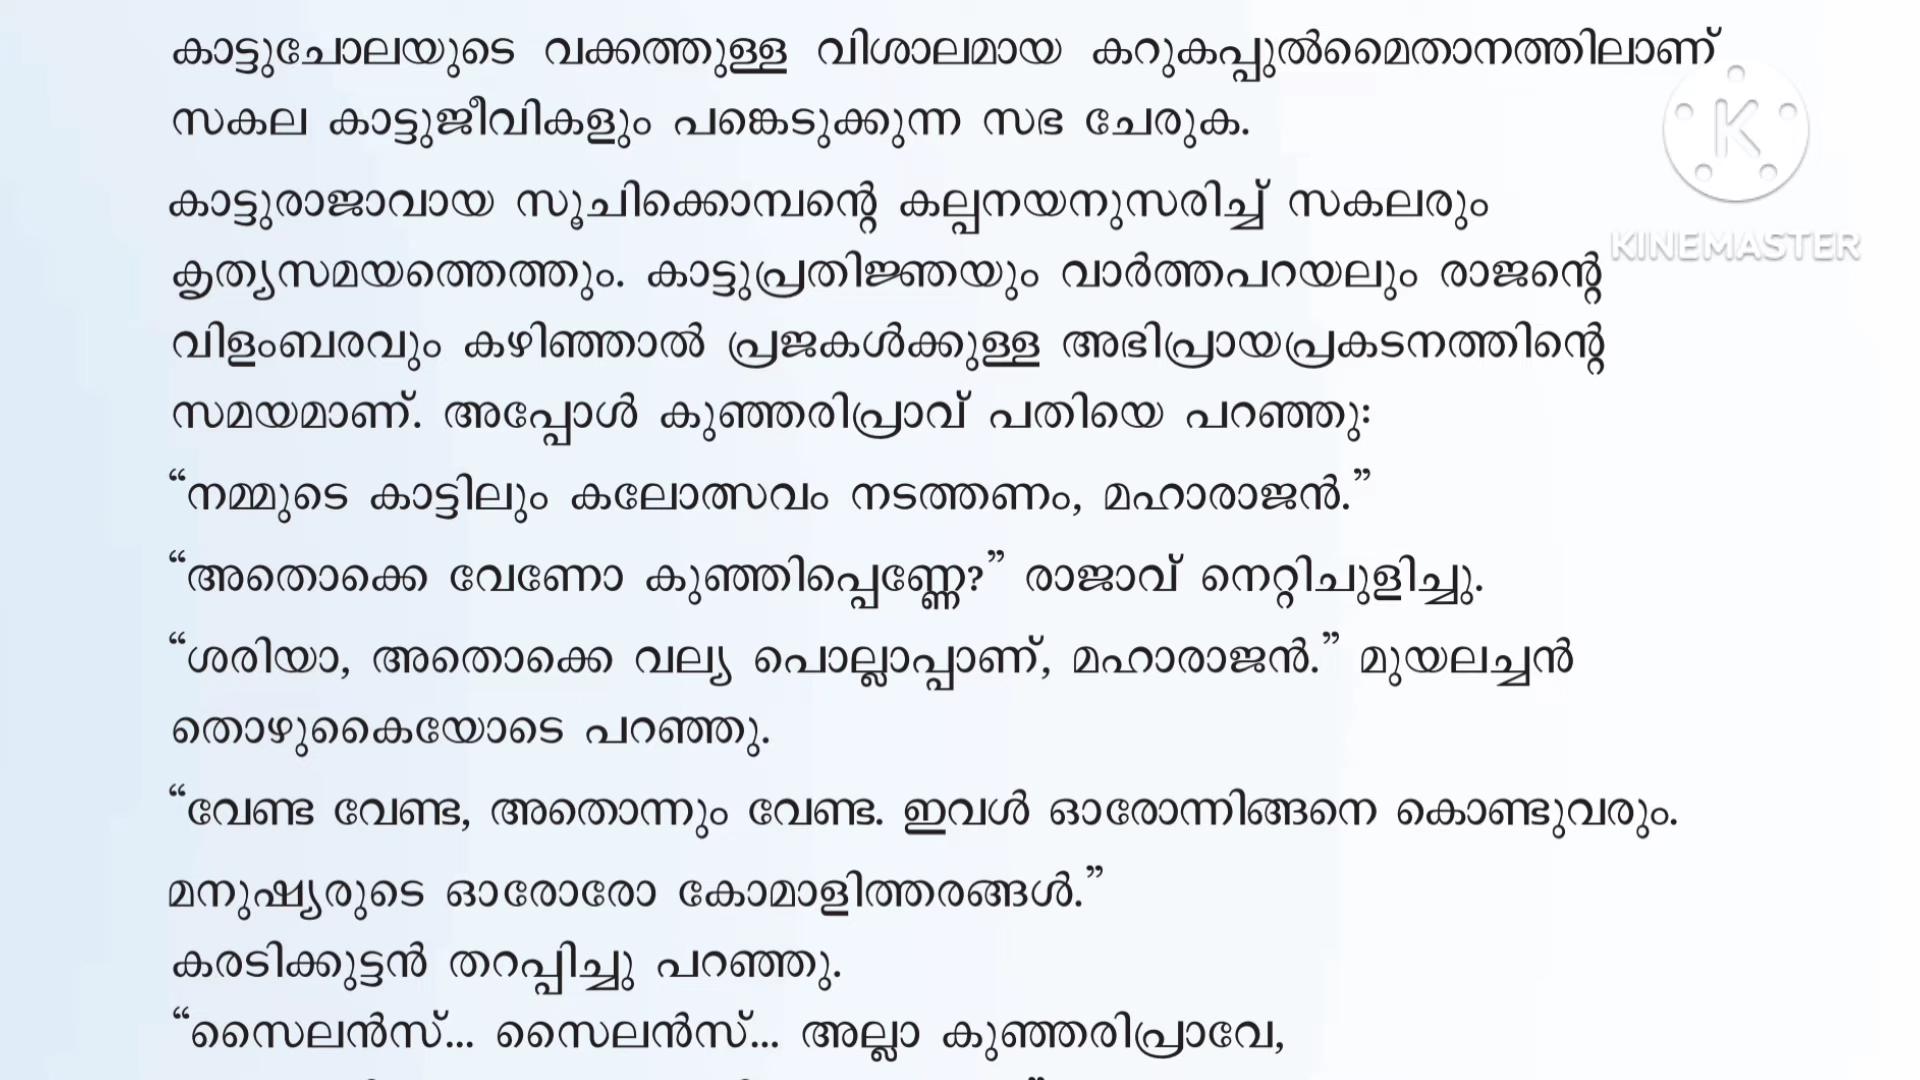 കാട്ടുചോലയുടെ വക്കത്തുള്ള വിശാലമായ കറുകപ്പുൽമൈതാനത്തിലാണ്
സകല കാട്ടുജീവികളും പങ്കെടുക്കുന്ന സഭ ചേരുക.
കാട്ടുരാജാവായ സൂചിക്കൊമ്പന്റെ കല്പനയനുസരിച്ച് സകലരും
കൃത്യസമയത്തെത്തും. കാട്ടുപ്രതിജ്ഞയും വാർത്തപറയലും രാജന്റെ
വിളംബരവും കഴിഞ്ഞാൽ പ്രജകൾക്കുള്ള അഭിപ്രായപ്രകടനത്തിന്റെ
സമയമാണ്. അപ്പോൾ കുഞ്ഞരിപ്രാവ് പതിയെ പറഞ്ഞു:
“നമ്മുടെ കാട്ടിലും കലോത്സവം നടത്തണം, മഹാരാജൻ.”
“അതൊക്കെ വേണോ കുഞ്ഞിപ്പെണ്ണേ?” രാജാവ് നെറ്റിചുളിച്ചു.
“ശരിയാ, അതൊക്കെ വല്യ പൊല്ലാപ്പാണ്, മഹാരാജൻ.” മുയലച്ചൻ
തൊഴുകൈയോടെ പറഞ്ഞു.
“വേണ്ട വേണ്ട, അതൊന്നും വേണ്ട. ഇവൾ ഓരോന്നിങ്ങനെ കൊണ്ടുവരും.
മനുഷ്യരുടെ ഓരോരോ കോമാളിത്തരങ്ങൾ.”
കരടിക്കുട്ടൻ തറപ്പിച്ചു പറഞ്ഞു.
“സൈലൻസ്... സൈലൻസ്... അല്ലാ കുഞ്ഞരിപ്രാവേ,
K
KINEMASTER